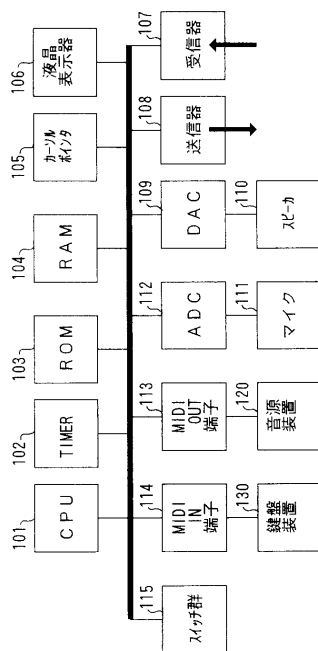 101
CPU
102
TIMER
103
ROM
104
RAM
105
カーソル
ポインタ
106
液晶
表示器
115
スイッチ群
114
MIDI
IN
端子
113
MIDI
OUT
端子
112
ADC
109
DAC
108
送信器
107
受信器
130
鍵盤
装置
120
音源
装置
111
マイク
110
スピーカ